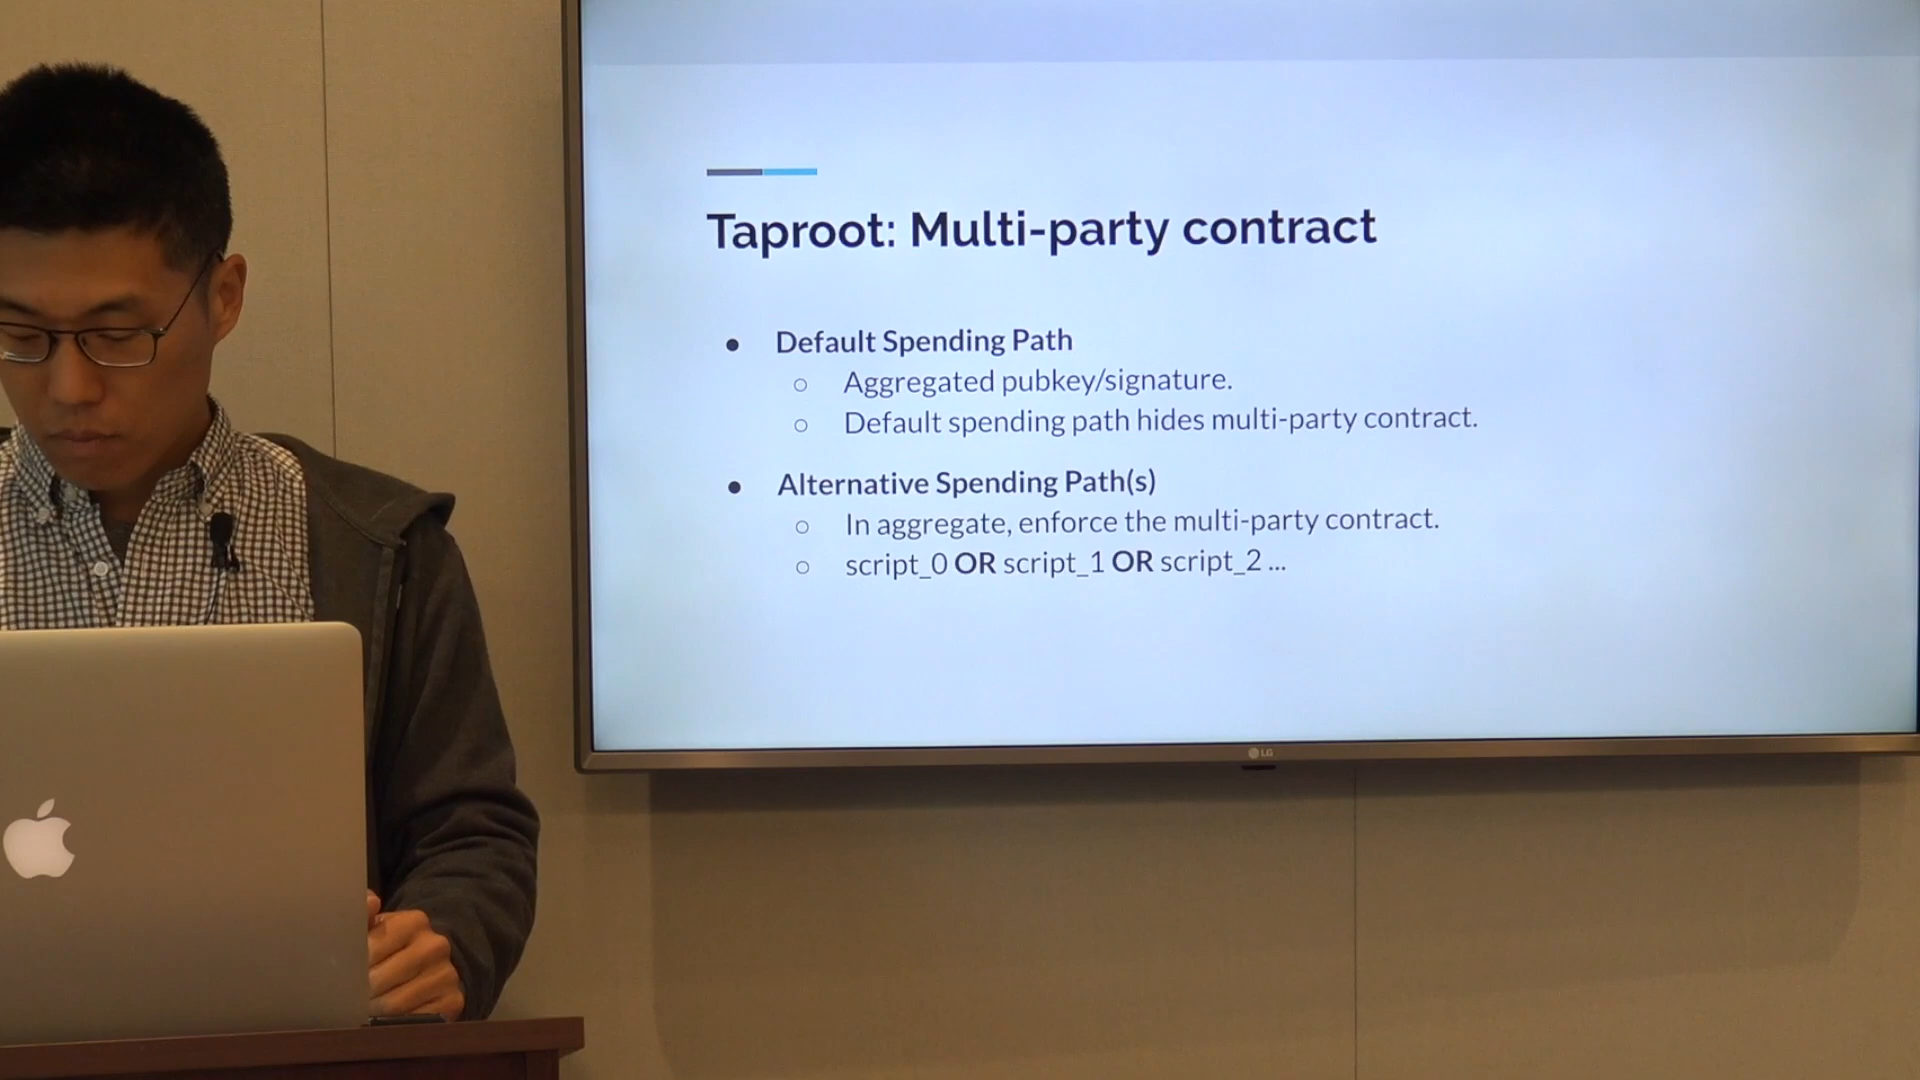 Taproot: Multi-party contract
● Default Spending Path
○ Aggregated pubkey/signature.
○ Default spending path hides multi-party contract.
● Alternative Spending Path(s)
○ In aggregate, enforce the multi-party contract.
○ script_0 OR script_1 OR script_2 ...
LG